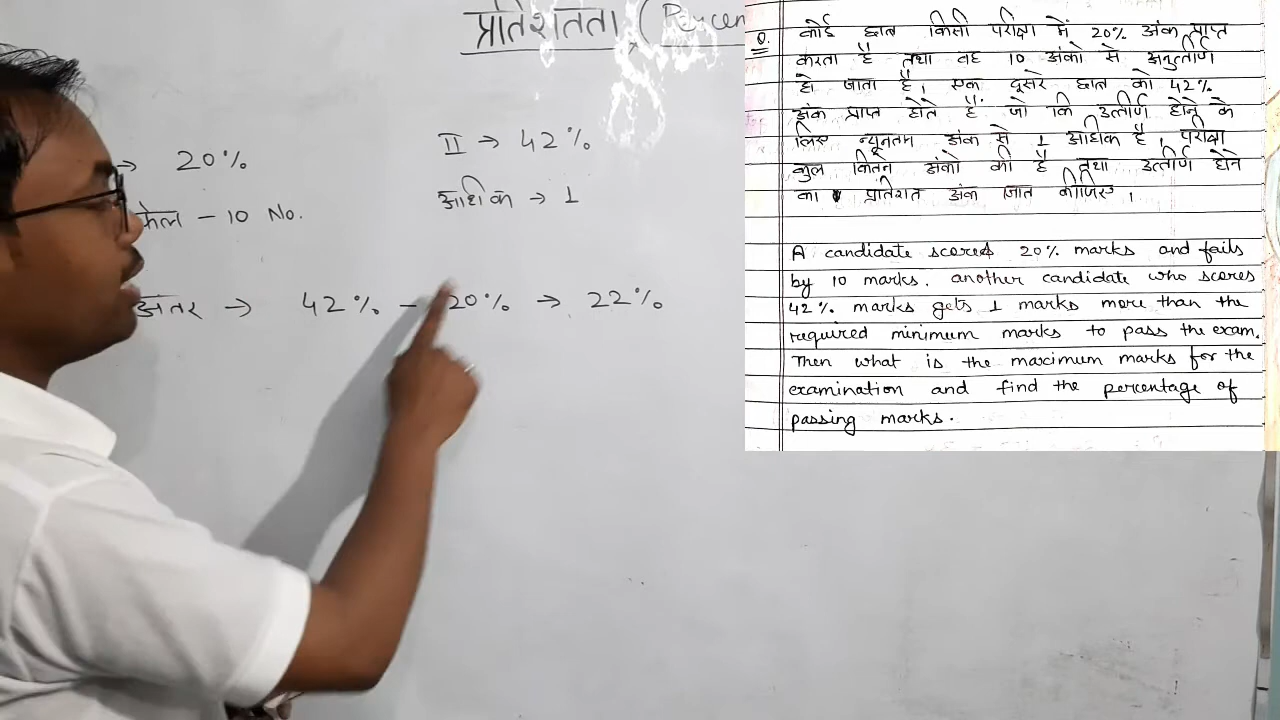 प्रतिशतता ( Percen
→ 20%
फेल - 10 No.
II → 42%
अधिक → 1
अंतर → 42% - 20% → 22%
Q. कोई छात्र किसी परीक्षा में 20% अंक प्राप्त
करता है तथा वह 10 अंको से अनुत्तीर्ण
हो जाता है, एक दूसरे छात्र को 42%
अंक प्राप्त होते हैं जो कि उत्तीर्ण होने के
लिए न्यूनतम अंक से 1 अधिक है, परीक्षा
कुल कितने अंको की है तथा उत्तीर्ण होने
का प्रतिशत अंक ज्ञात कीजिए,
A candidate scored 20% marks and fails
by 10 marks. another candidate who scores
42% marks gets 1 marks more than the
required minimum marks to pass the exam.
Then what is the maximum marks for the
examination and find the percentage of
passing marks.